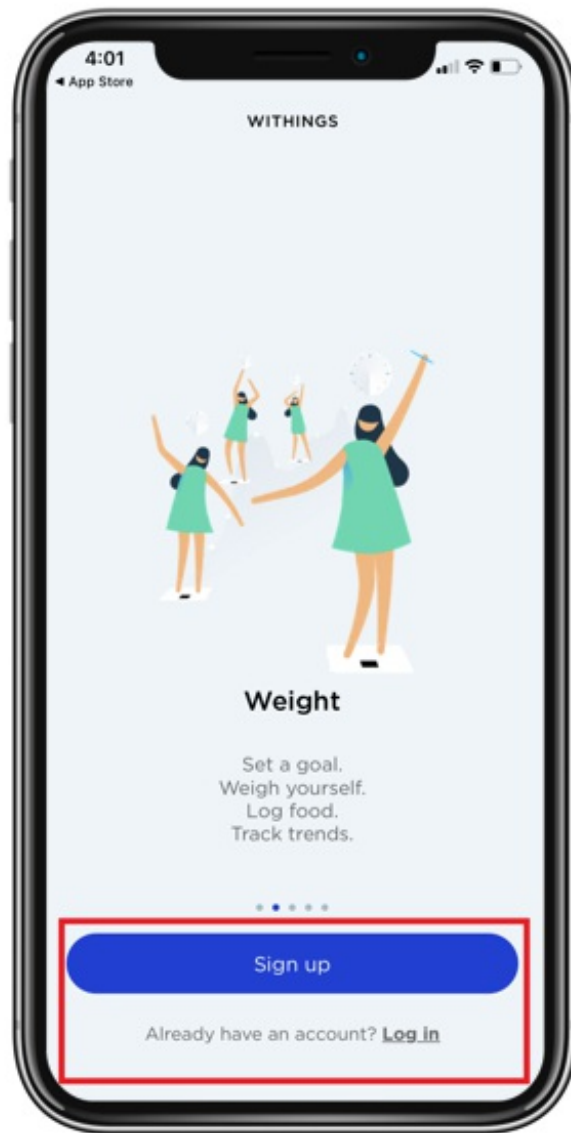 4:01
◀ App Store
WITHINGS
Weight
Set a goal.
Weigh yourself.
Log food.
Track trends.
Sign up
Already have an account? Log in